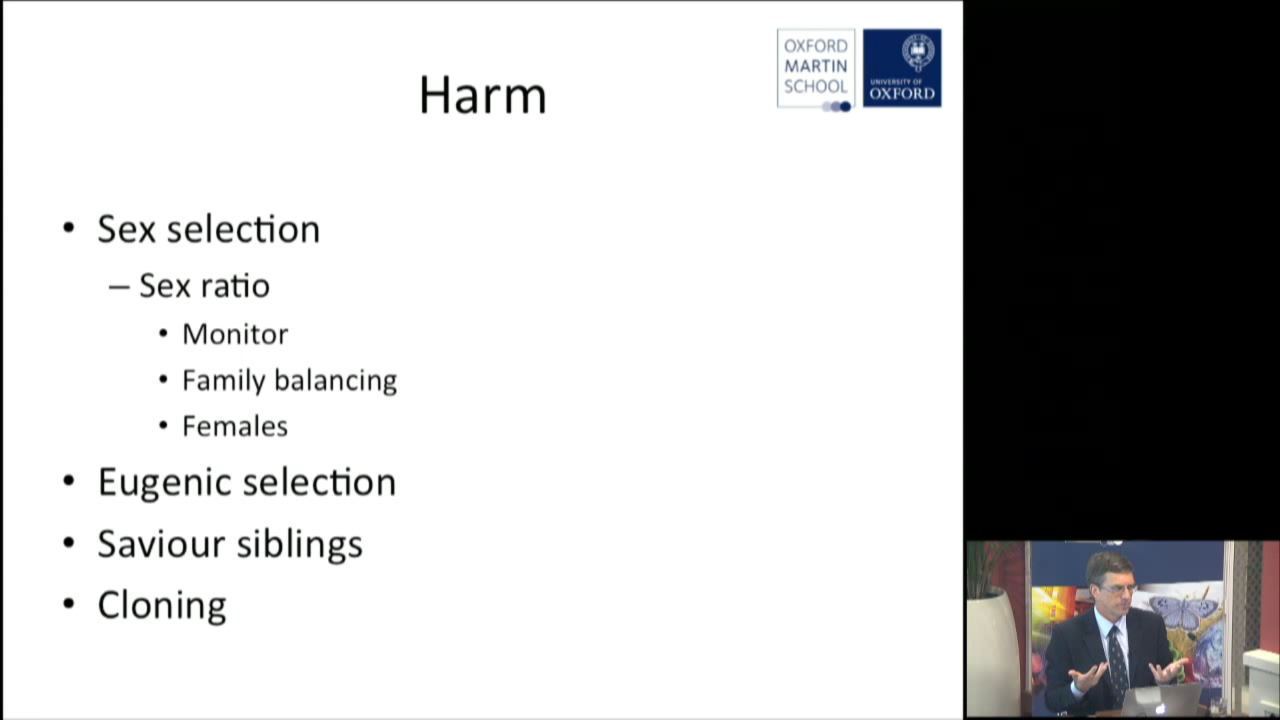 Harm
OXFORD
MARTIN
SCHOOL
UNIVERSITY OF
OXFORD
• Sex selection
– Sex ratio
• Monitor
• Family balancing
• Females
• Eugenic selection
• Saviour siblings
• Cloning